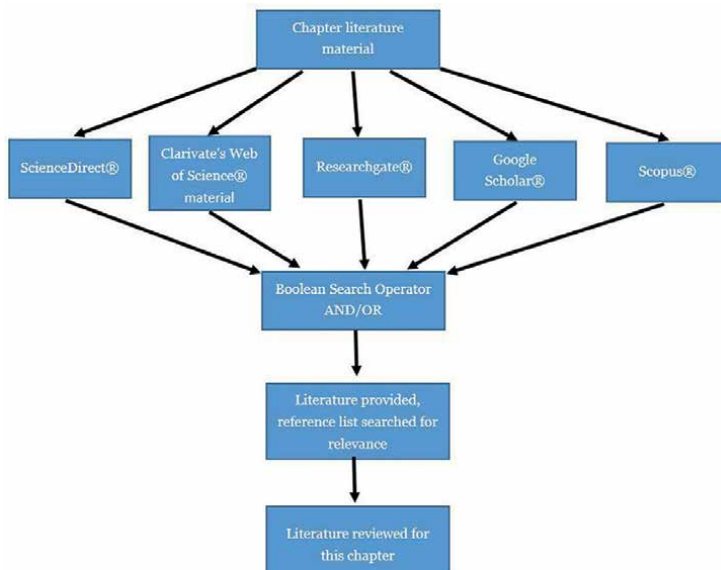 Chapter literature
material
ScienceDirect®
Clarivate's Web
of Science®
material
Researchgate®
Google
Scholar®
Scopus®
Boolean Search Operator
AND/OR
Literature provided,
reference list searched for
relevance
Literature reviewed for
this chapter